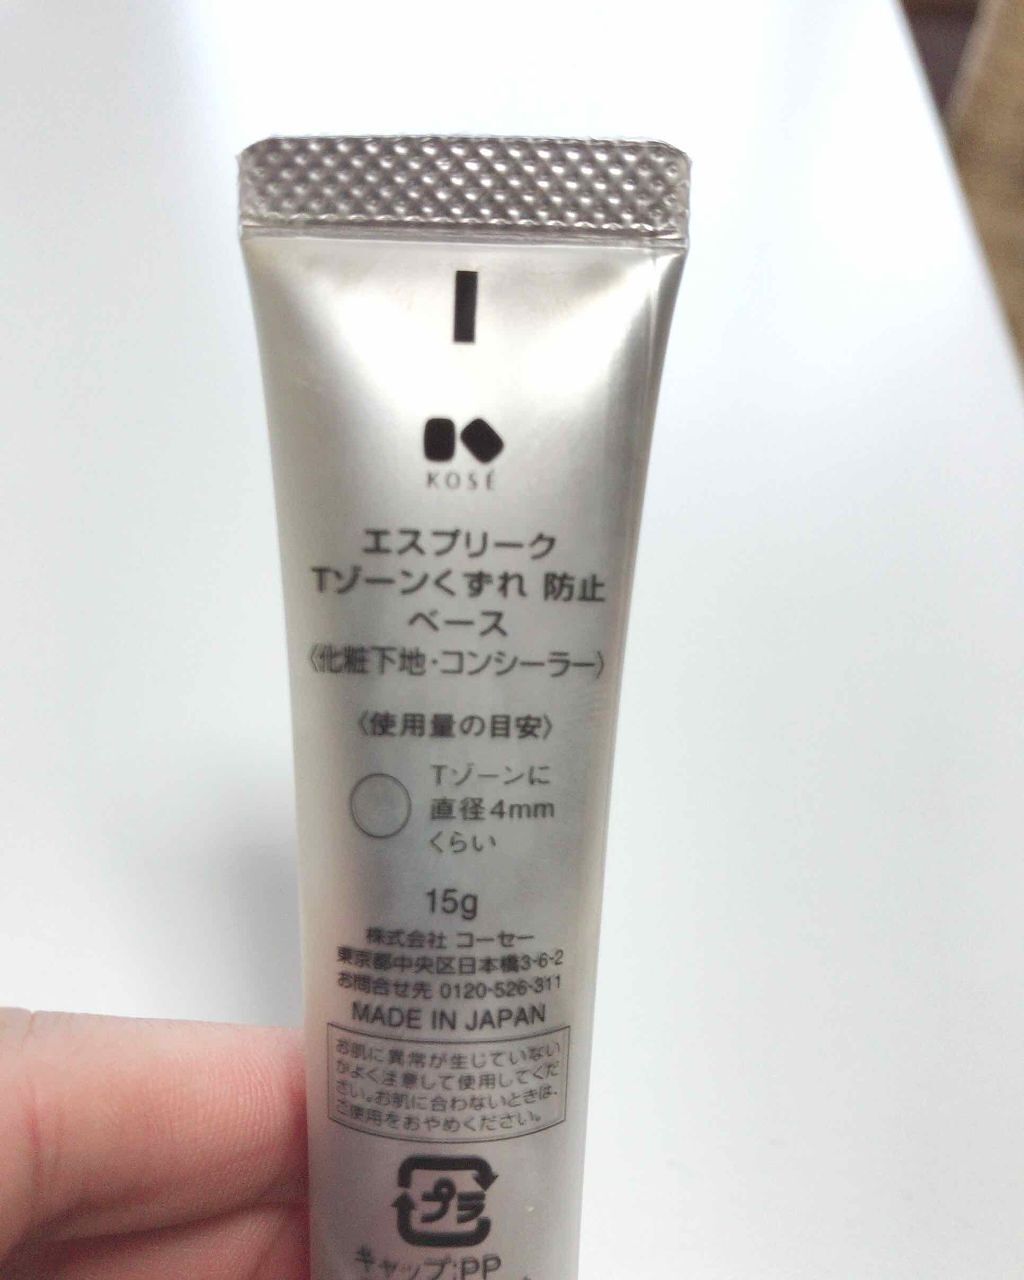 KOSÉ
エスプリーク
Tゾーンくずれ 防止
ベース
〈化粧下地・コンシーラー〉
〈使用量の目安〉
Tゾーンに
直径4mm
くらい
15g
株式会社 コーセー
東京都中央区日本橋3-6-2
お問合せ先 0120-526-311
MADE IN JAPAN
お肌に異常が生じていない
かよく注意して使用してくだ
さい。お肌に合わないときは、
ご使用をおやめください。
プラ
キャップ:PP